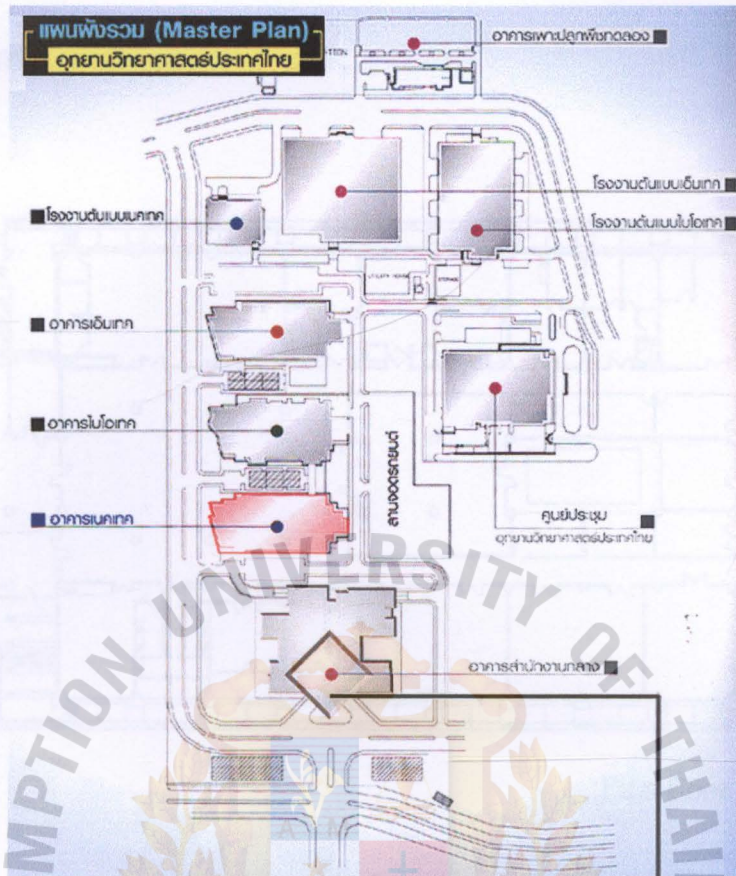 แผนผังรวม (Master Plan)
อุทยานวิทยาศาสตร์ประเทศไทย
อาคารเพาะปลูกพืชทดลอง
โรงงานต้นแบบเอ็มเทค
โรงงานต้นแบบเนคเทค
โรงงานต้นแบบไบโอเทค
UTILITY HOUSE
STORAGE
อาคารเอ็มเทค
อาคารไบโอเทค
ลานจอดรถยนต์
อาคารเนคเทค
ศูนย์ประชุม
อุทยานวิทยาศาสตร์ประเทศไทย
อาคารสำนักงานกลาง
MPTION UNIVERSITY OF THAI